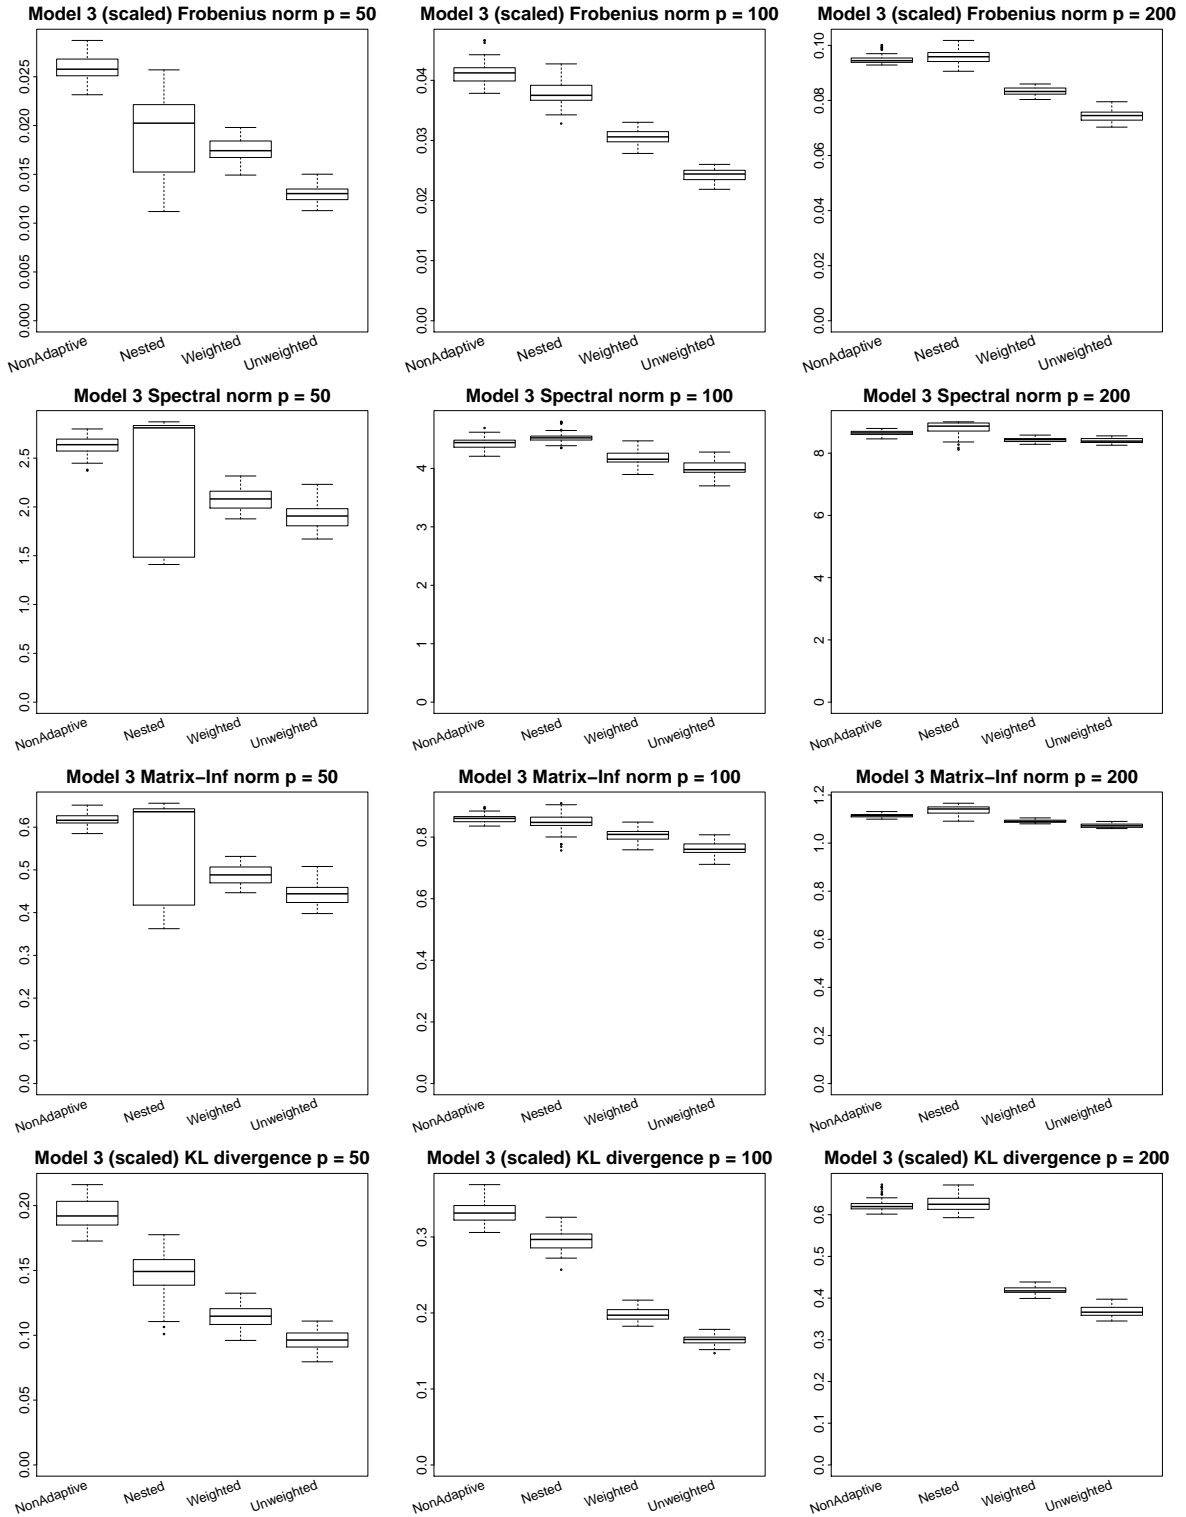 Model 3 (scaled) Frobenius norm p = 50
0.025
0.020
0.015
0.010
0.005
0.000
NonAdaptive
Nested
Weighted
Unweighted
Model 3 (scaled) Frobenius norm p = 100
0.04
0.03
0.02
0.01
0.00
NonAdaptive
Nested
Weighted
Unweighted
Model 3 (scaled) Frobenius norm p = 200
0.10
0.08
0.06
0.04
0.02
0.00
NonAdaptive
Nested
Weighted
Unweighted
Model 3 Spectral norm p = 50
2.5
2.0
1.5
1.0
0.5
0.0
NonAdaptive
Nested
Weighted
Unweighted
Model 3 Spectral norm p = 100
4
3
2
1
0
NonAdaptive
Nested
Weighted
Unweighted
Model 3 Spectral norm p = 200
8
6
4
2
0
NonAdaptive
Nested
Weighted
Unweighted
Model 3 Matrix−Inf norm p = 50
0.6
0.5
0.4
0.3
0.2
0.1
0.0
NonAdaptive
Nested
Weighted
Unweighted
Model 3 Matrix−Inf norm p = 100
0.8
0.6
0.4
0.2
0.0
NonAdaptive
Nested
Weighted
Unweighted
Model 3 Matrix−Inf norm p = 200
1.2
1.0
0.8
0.6
0.4
0.2
0.0
NonAdaptive
Nested
Weighted
Unweighted
Model 3 (scaled) KL divergence p = 50
0.20
0.15
0.10
0.05
0.00
NonAdaptive
Nested
Weighted
Unweighted
Model 3 (scaled) KL divergence p = 100
0.3
0.2
0.1
0.0
NonAdaptive
Nested
Weighted
Unweighted
Model 3 (scaled) KL divergence p = 200
0.6
0.5
0.4
0.3
0.2
0.1
0.0
NonAdaptive
Nested
Weighted
Unweighted